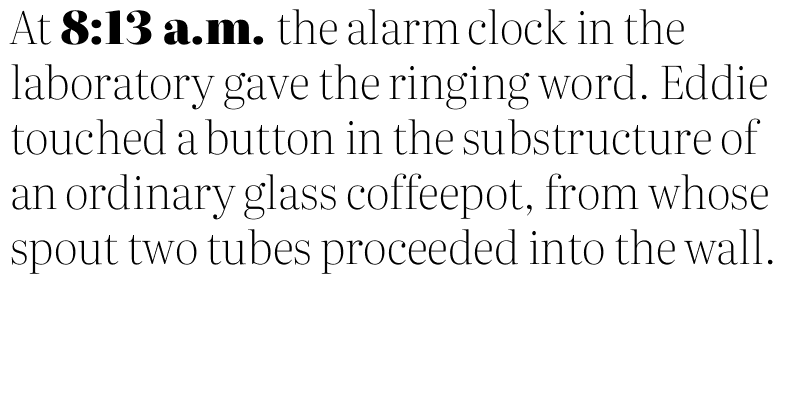 At 8:13 a.m. the alarm clock in the
laboratory gave the ringing word. Eddie
touched a button in the substructure of
an ordinary glass coffeepot, from whose
spout two tubes proceeded into the wall.